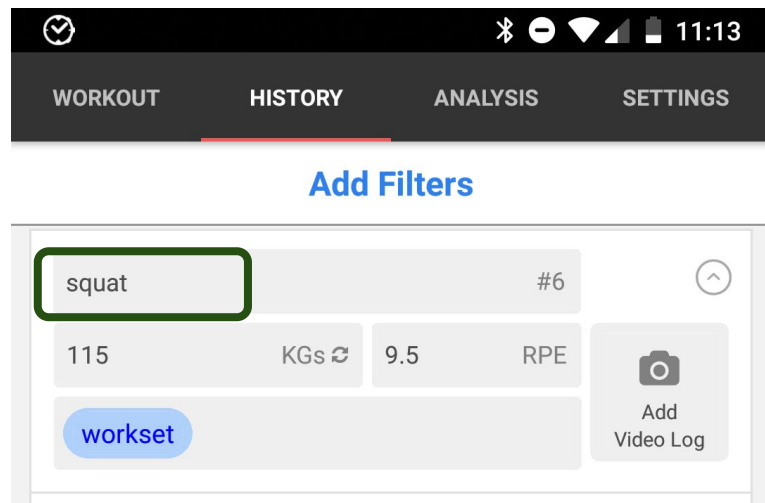 11:13
WORKOUT HISTORY ANALYSIS SETTINGS
Add Filters
squat #6
115 KGs 9.5 RPE
workset
Add
Video Log